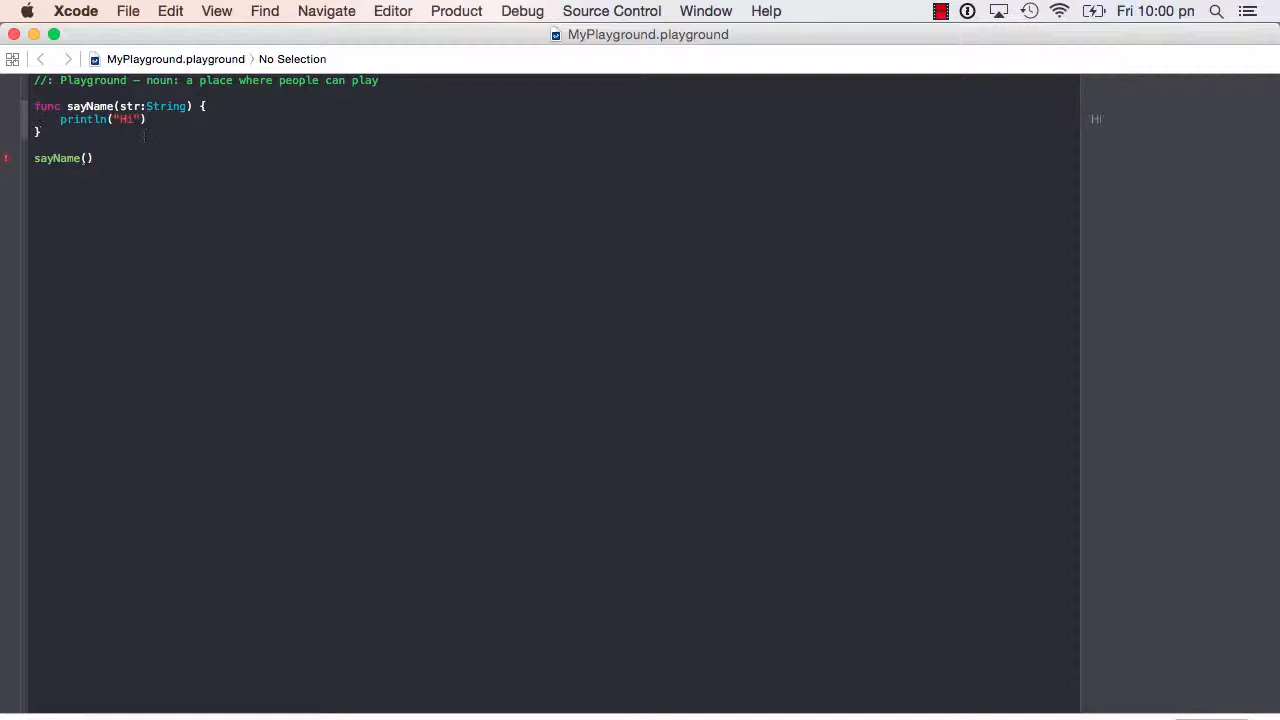 Xcode File Edit View Find Navigate Editor Product Debug Source Control Window Help Fri 10:00 pm
MyPlayground.playground
MyPlayground.playground 〉 No Selection
//: Playground – noun: a place where people can play
func sayName(str:String) {
println("Hi")
"Hi"
}
! sayName()